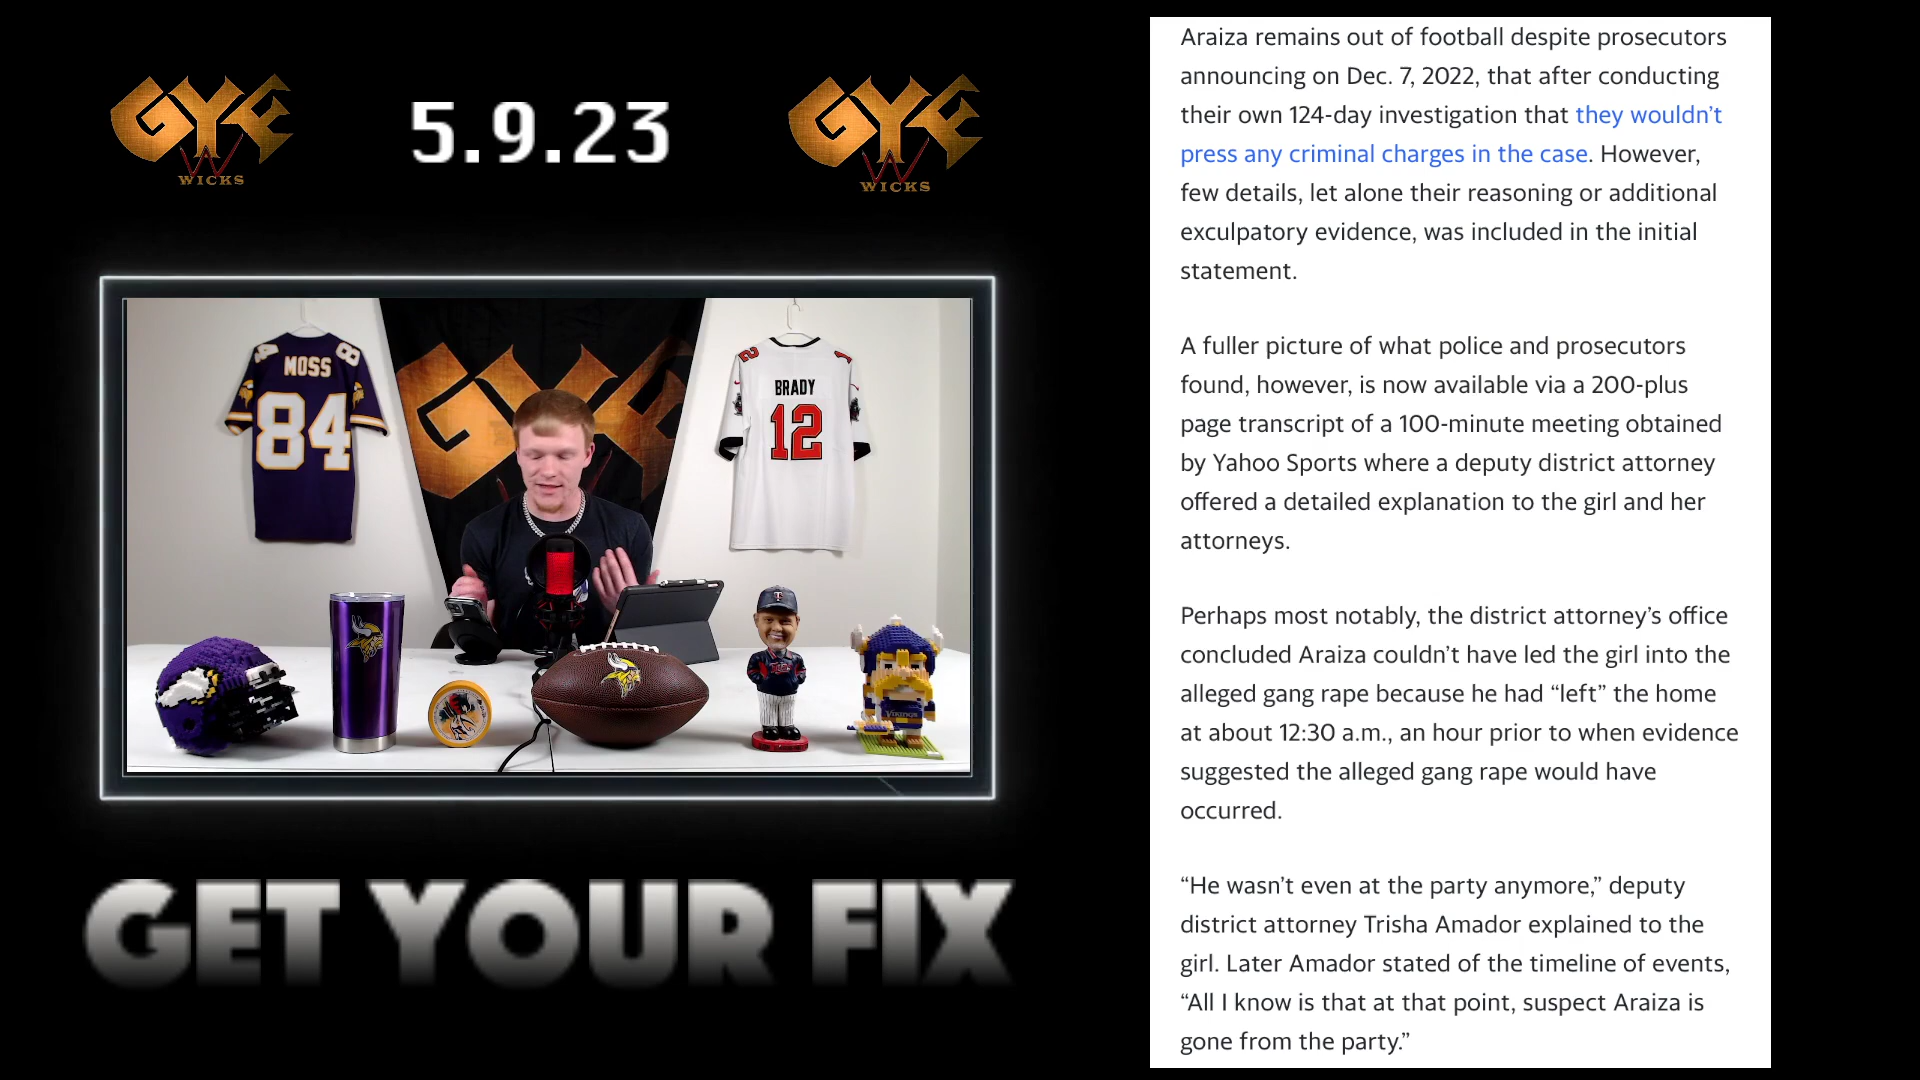 GYE
W
WICKS
5.9.23
GYE
W
WICKS
MOSS
84
84
GYE
BRADY
12
12
VIKINGS
GET YOUR FIX
Araiza remains out of football despite prosecutors
announcing on Dec. 7, 2022, that after conducting
their own 124-day investigation that they wouldn’t
press any criminal charges in the case. However,
few details, let alone their reasoning or additional
exculpatory evidence, was included in the initial
statement.
A fuller picture of what police and prosecutors
found, however, is now available via a 200-plus
page transcript of a 100-minute meeting obtained
by Yahoo Sports where a deputy district attorney
offered a detailed explanation to the girl and her
attorneys.
Perhaps most notably, the district attorney’s office
concluded Araiza couldn’t have led the girl into the
alleged gang rape because he had “left” the home
at about 12:30 a.m., an hour prior to when evidence
suggested the alleged gang rape would have
occurred.
“He wasn’t even at the party anymore,” deputy
district attorney Trisha Amador explained to the
girl. Later Amador stated of the timeline of events,
“All I know is that at that point, suspect Araiza is
gone from the party.”